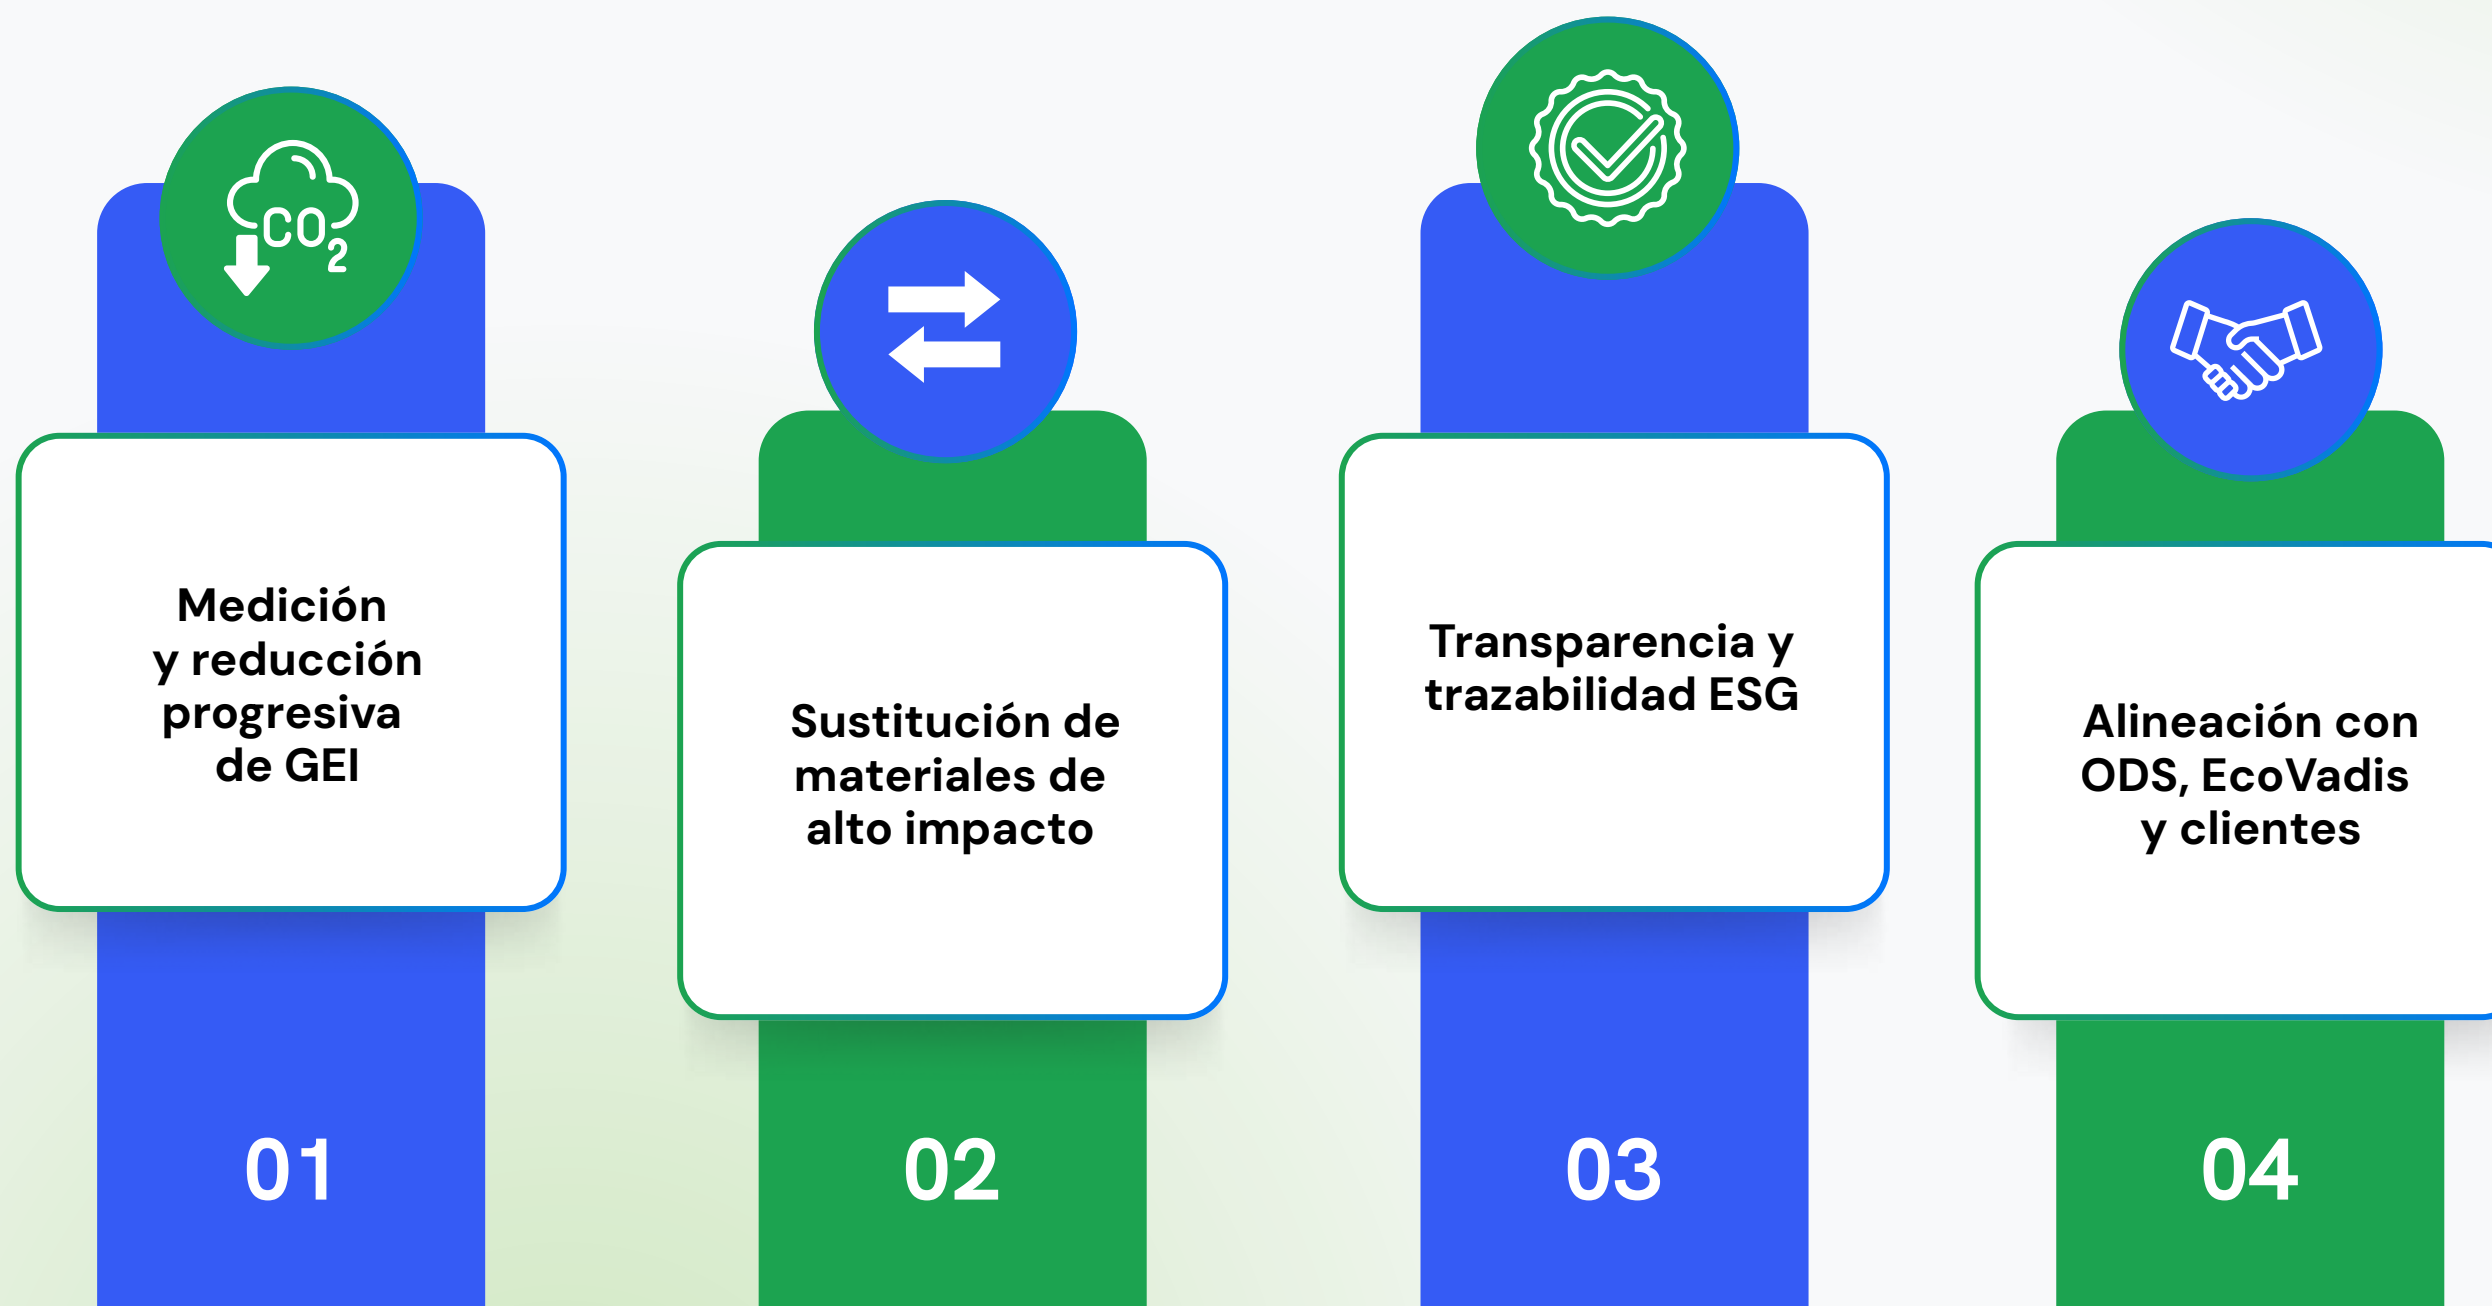 CO2
Medición
y reducción
progresiva
de GEI
01
Sustitución de
materiales de
alto impacto
02
Transparencia y
trazabilidad ESG
03
Alineación con
ODS, EcoVadis
y clientes
04